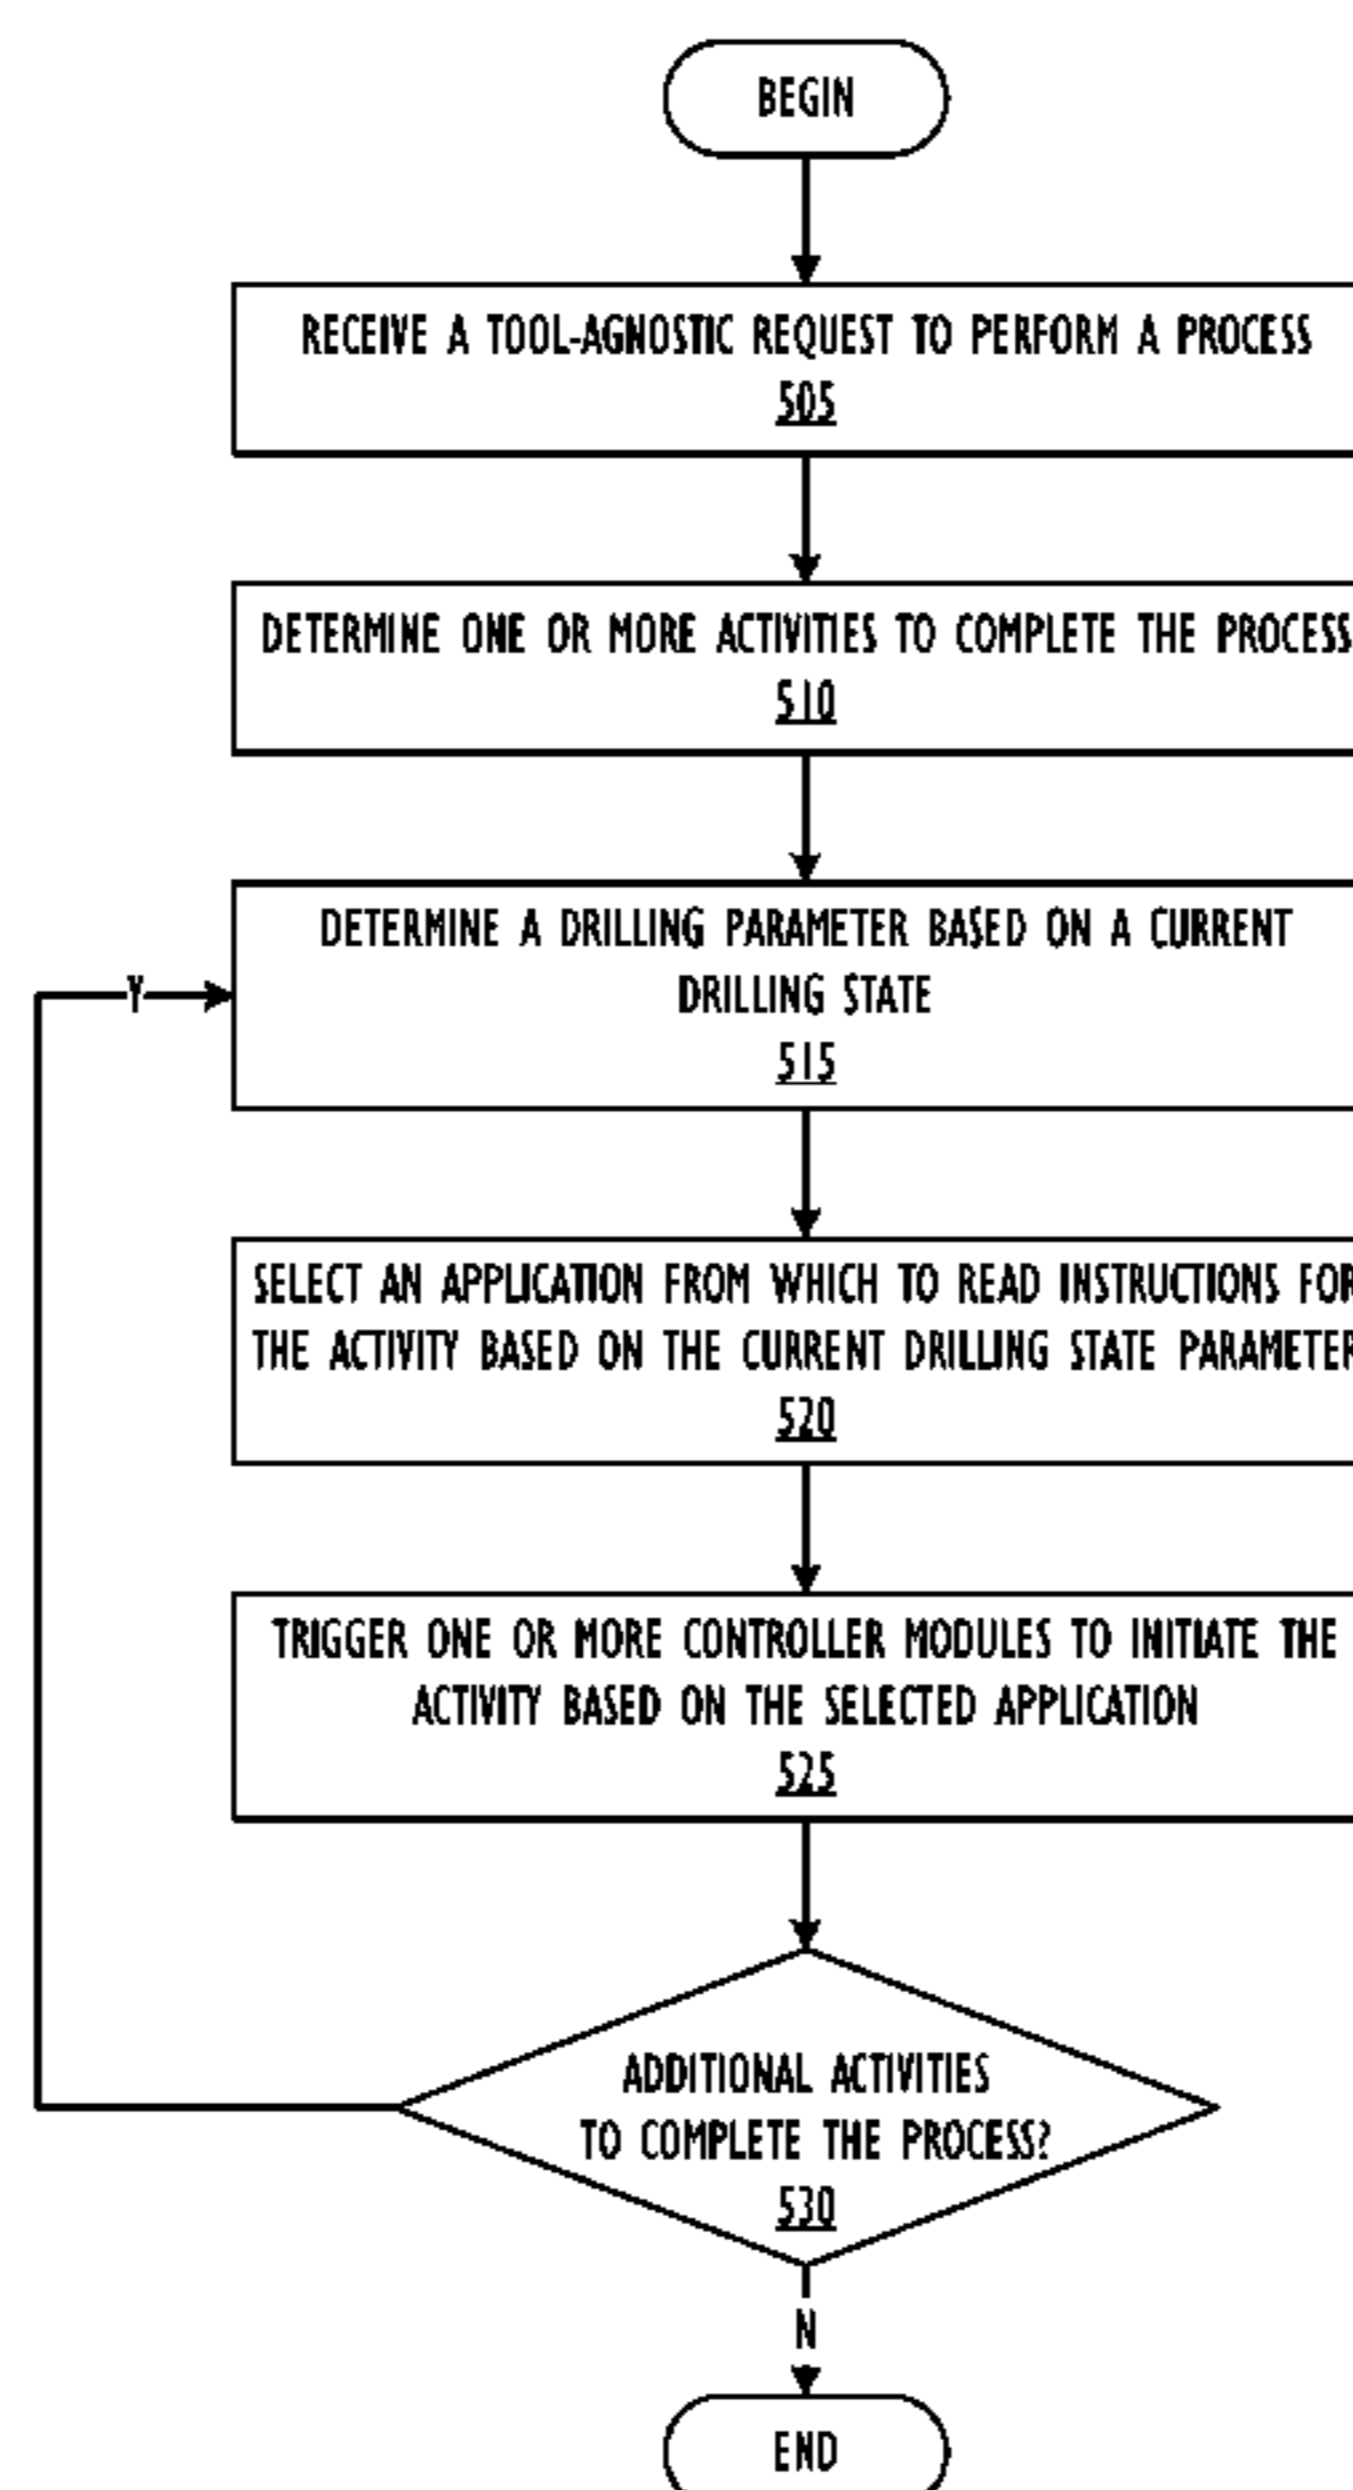 BEGIN
RECEIVE A TOOL-AGNOSTIC REQUEST TO PERFORM A PROCESS
505
DETERMINE ONE OR MORE ACTIVITIES TO COMPLETE THE PROCESS
510
DETERMINE A DRILLING PARAMETER BASED ON A CURRENT
DRILLING STATE
515
Y
SELECT AN APPLICATION FROM WHICH TO READ INSTRUCTIONS FOR
THE ACTIVITY BASED ON THE CURRENT DRILLING STATE PARAMETER
520
TRIGGER ONE OR MORE CONTROLLER MODULES TO INITIATE THE
ACTIVITY BASED ON THE SELECTED APPLICATION
525
ADDITIONAL ACTIVITIES
TO COMPLETE THE PROCESS?
530
N
END